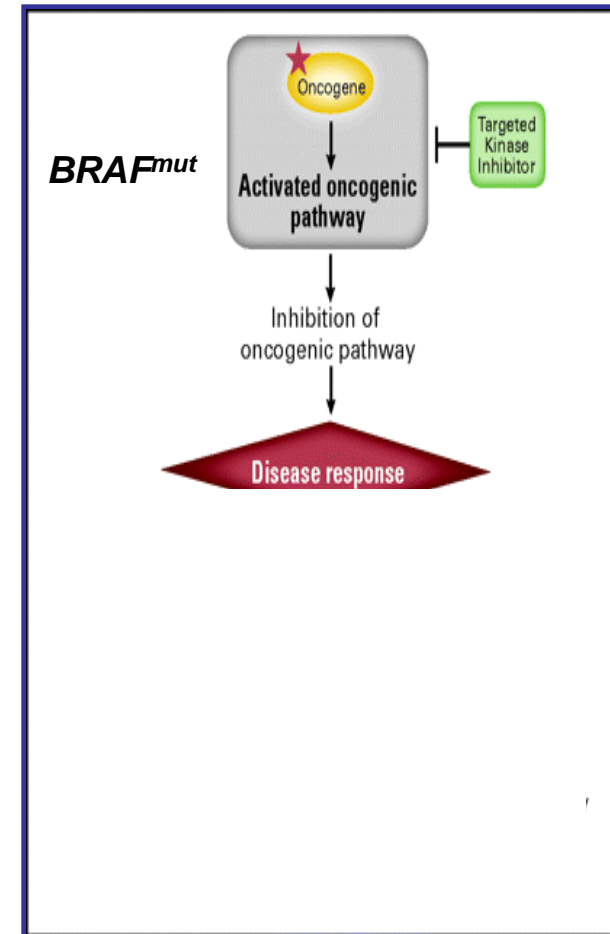 Oncogene
Targeted
Kinase
Inhibitor
BRAFmut
Activated oncogenic
pathway
Inhibition of
oncogenic pathway
Disease response